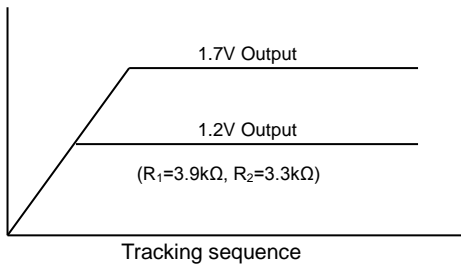 1.7V Output
1.2V Output
(R₁=3.9kΩ, R₂=3.3kΩ)
Tracking sequence